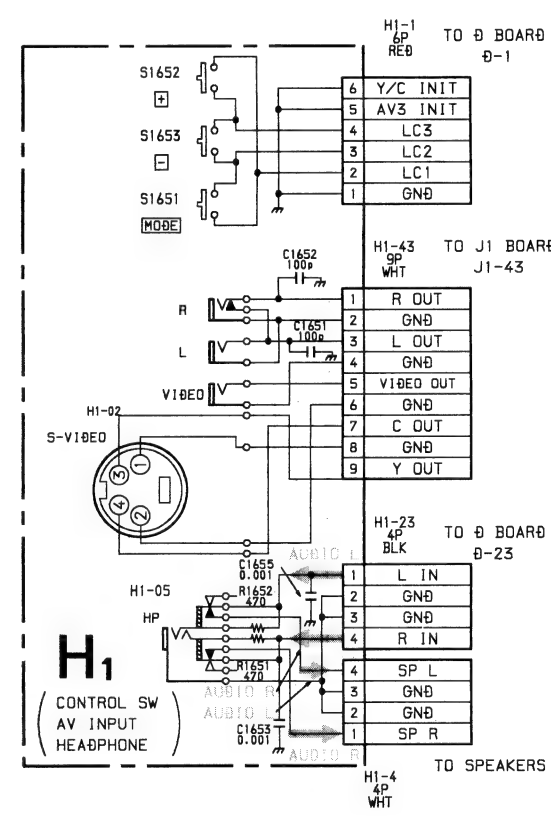 H1-1
6P
RED
TO D BOARD
D-1
S1652
+
S1653
-
S1651
MODE
6 Y/C INIT
5 AV3 INIT
4 LC3
3 LC2
2 LC1
1 GND
H1-43
9P
WHT
TO J1 BOARD
J1-43
C1652
100p
R
C1651
100p
L
VIDEO
H1-02
S-VIDEO
3 1
4 2
1 R OUT
2 GND
3 L OUT
4 GND
5 VIDEO OUT
6 GND
7 C OUT
8 GND
9 Y OUT
H1-23
4P
BLK
TO D BOARD
D-23
AUDIO L
C1655
0.001
H1-05
R1652
470
HP
1 L IN
2 GND
3 GND
4 R IN
R1651
470
AUDIO R
AUDIO L
C1653
0.001
AUDIO R
4 SP L
3 GND
2 GND
1 SP R
H1
CONTROL SW
AV INPUT
HEADPHONE
TO SPEAKERS
H1-4
4P
WHT